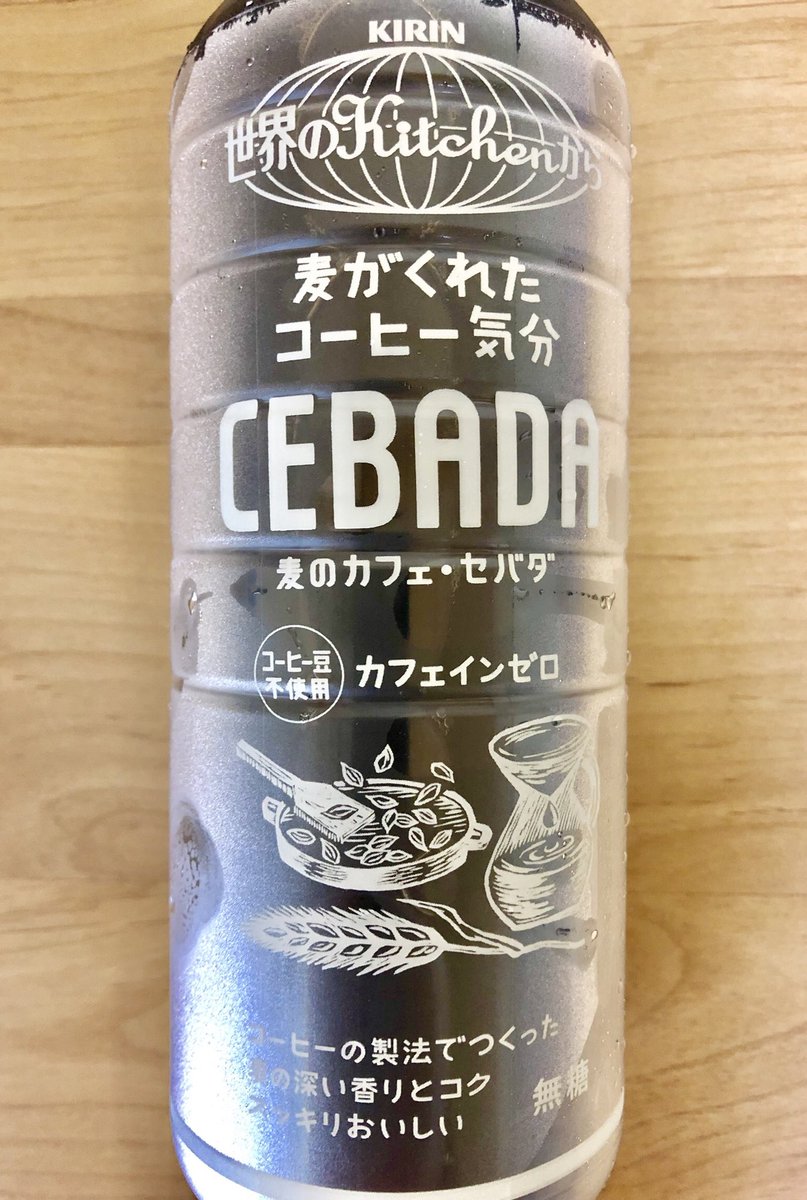 KIRIN
世界のKitchenから
麦がくれた
コーヒー気分
CEBADA
麦のカフェ・セバダ
コーヒー豆
不使用
カフェインゼロ
コーヒーの製法でつくった
の深い香りとコク
ッキリおいしい
無糖